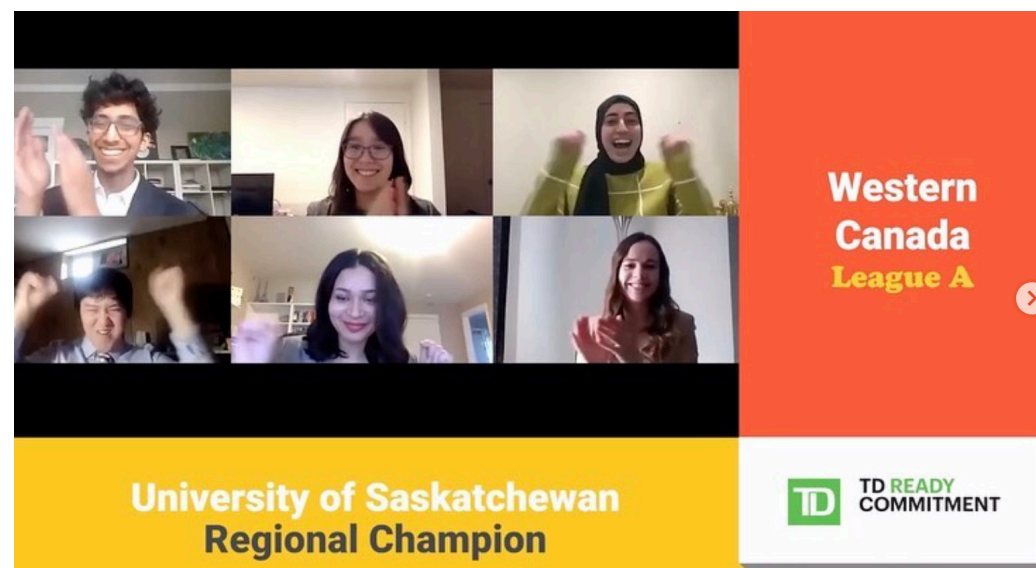 Western
Canada
League A
University of Saskatchewan
Regional Champion
TD
TD READY
COMMITMENT